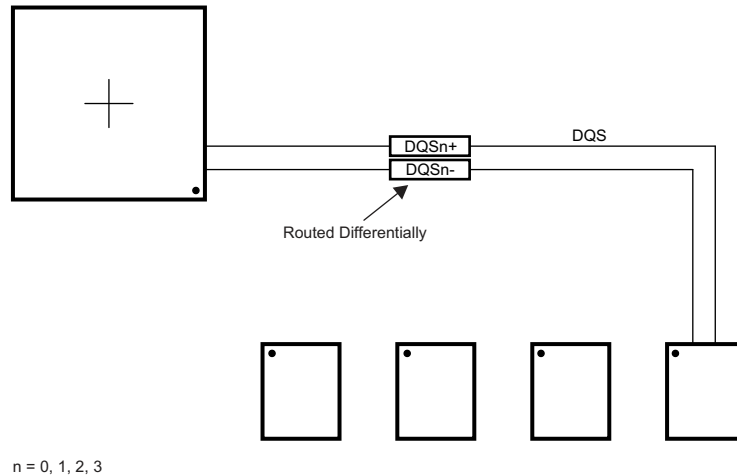 DQSn+
DQS
DQSn-
Routed Differentially
n = 0, 1, 2, 3